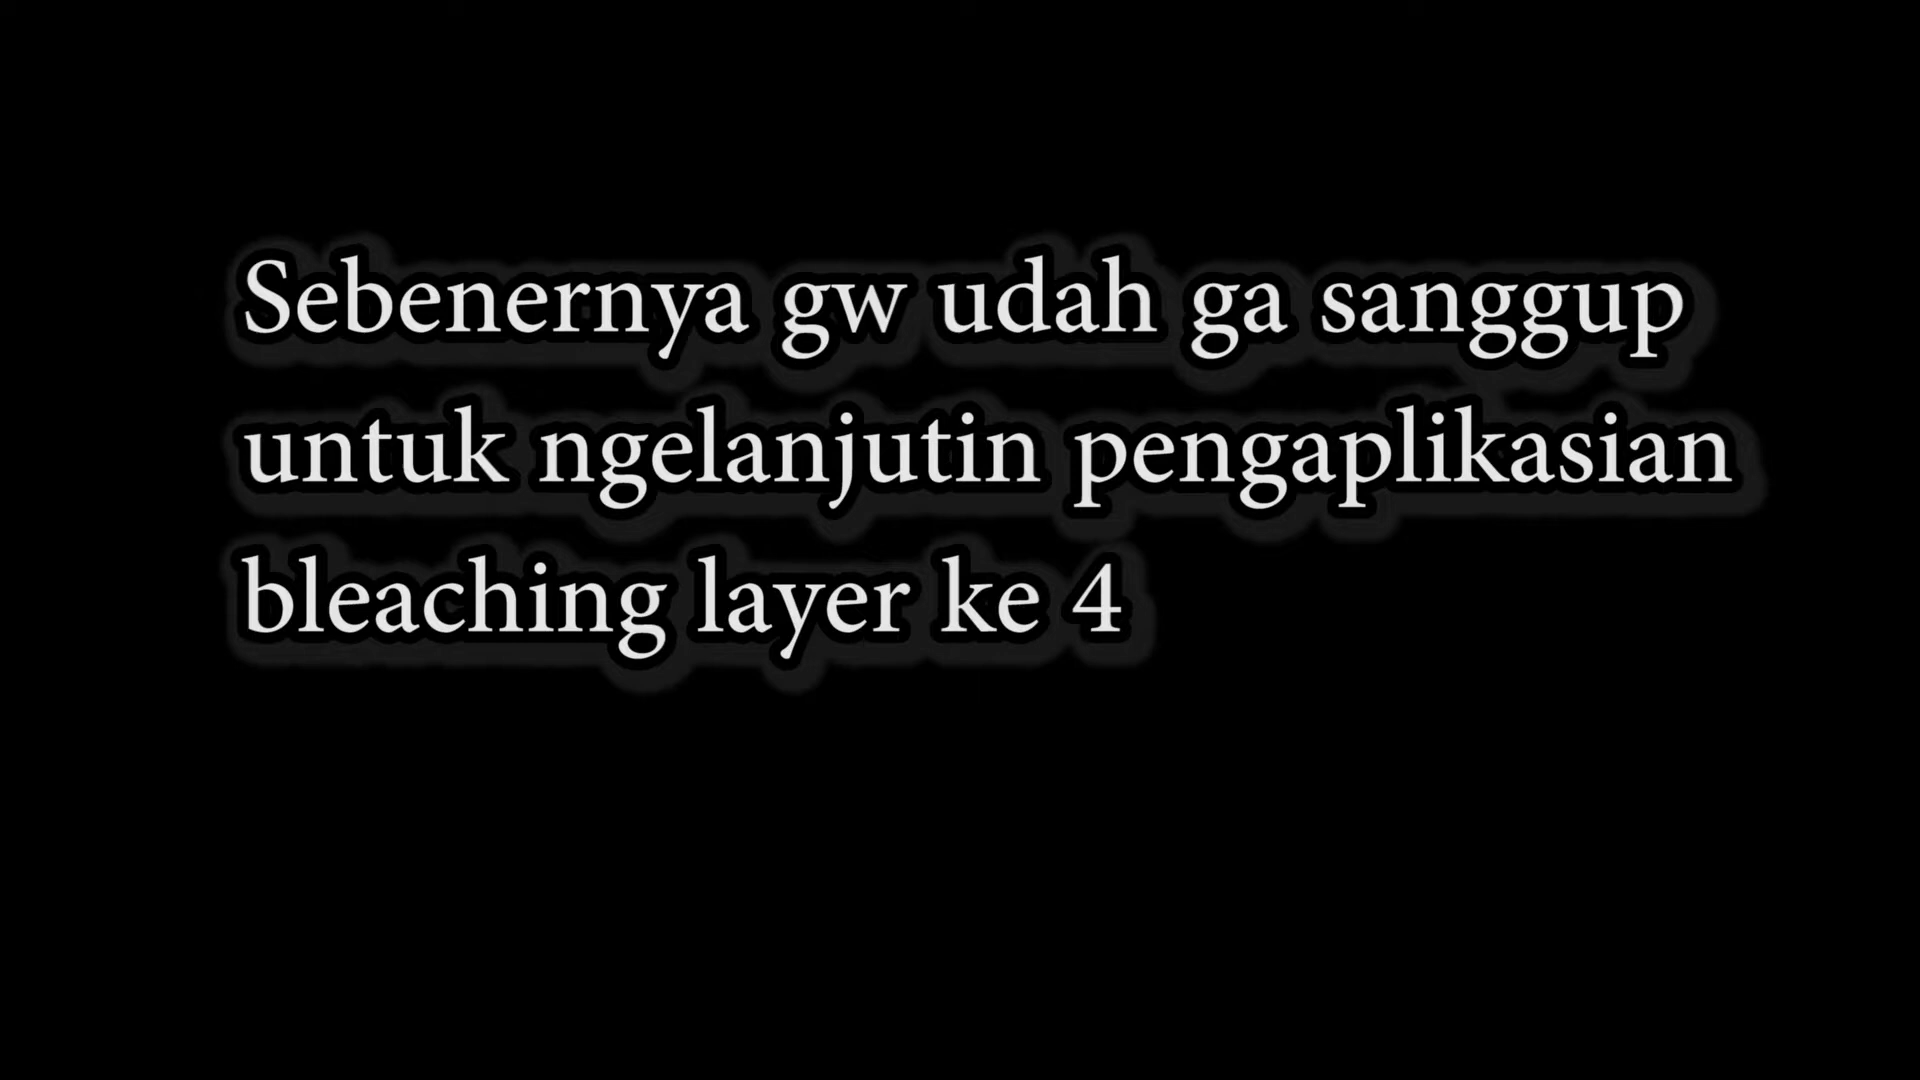 Sebenernya gw udah ga sanggup
untuk ngelanjutin pengaplikasian
bleaching layer ke 4